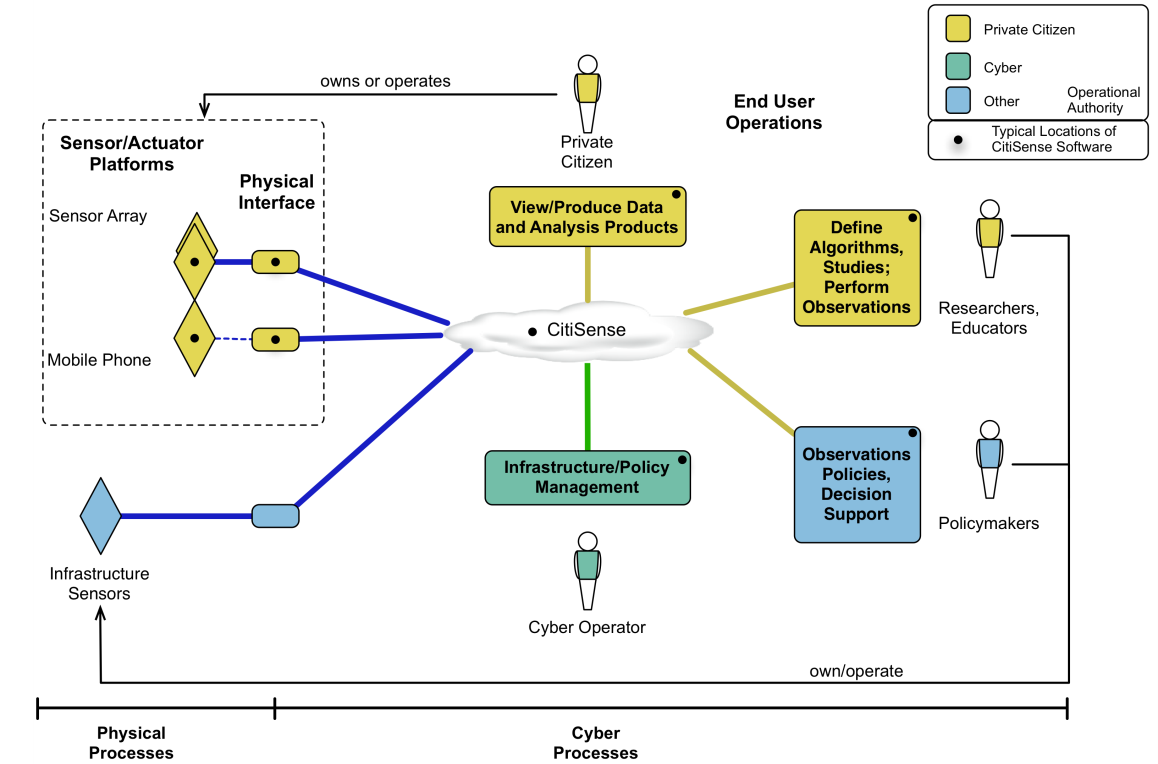 Private Citizen
Cyber
Other
Operational
Authority
Typical Locations of
CitiSense Software
owns or operates
End User
Operations
Private
Citizen
Sensor/Actuator
Platforms
Physical
Interface
Sensor Array
Mobile Phone
View/Produce Data
and Analysis Products
Define
Algorithms,
Studies;
Perform
Observations
Researchers,
Educators
CitiSense
Infrastructure/Policy
Management
Observations
Policies,
Decision
Support
Policymakers
Infrastructure
Sensors
Cyber Operator
own/operate
Physical
Processes
Cyber
Processes